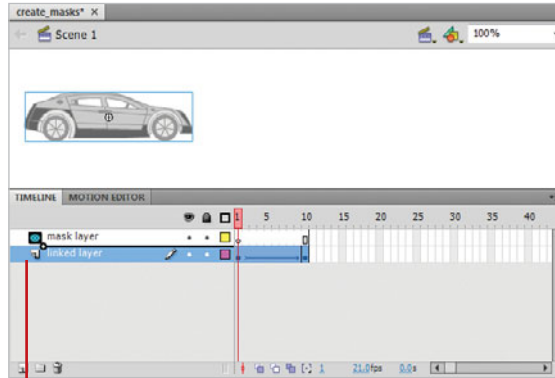 create_masks* ×
Scene 1
100%
TIMELINE MOTION EDITOR
1 5 10 15 20 25 30 35 40
mask layer
linked layer
1 21.0fps 0.0s